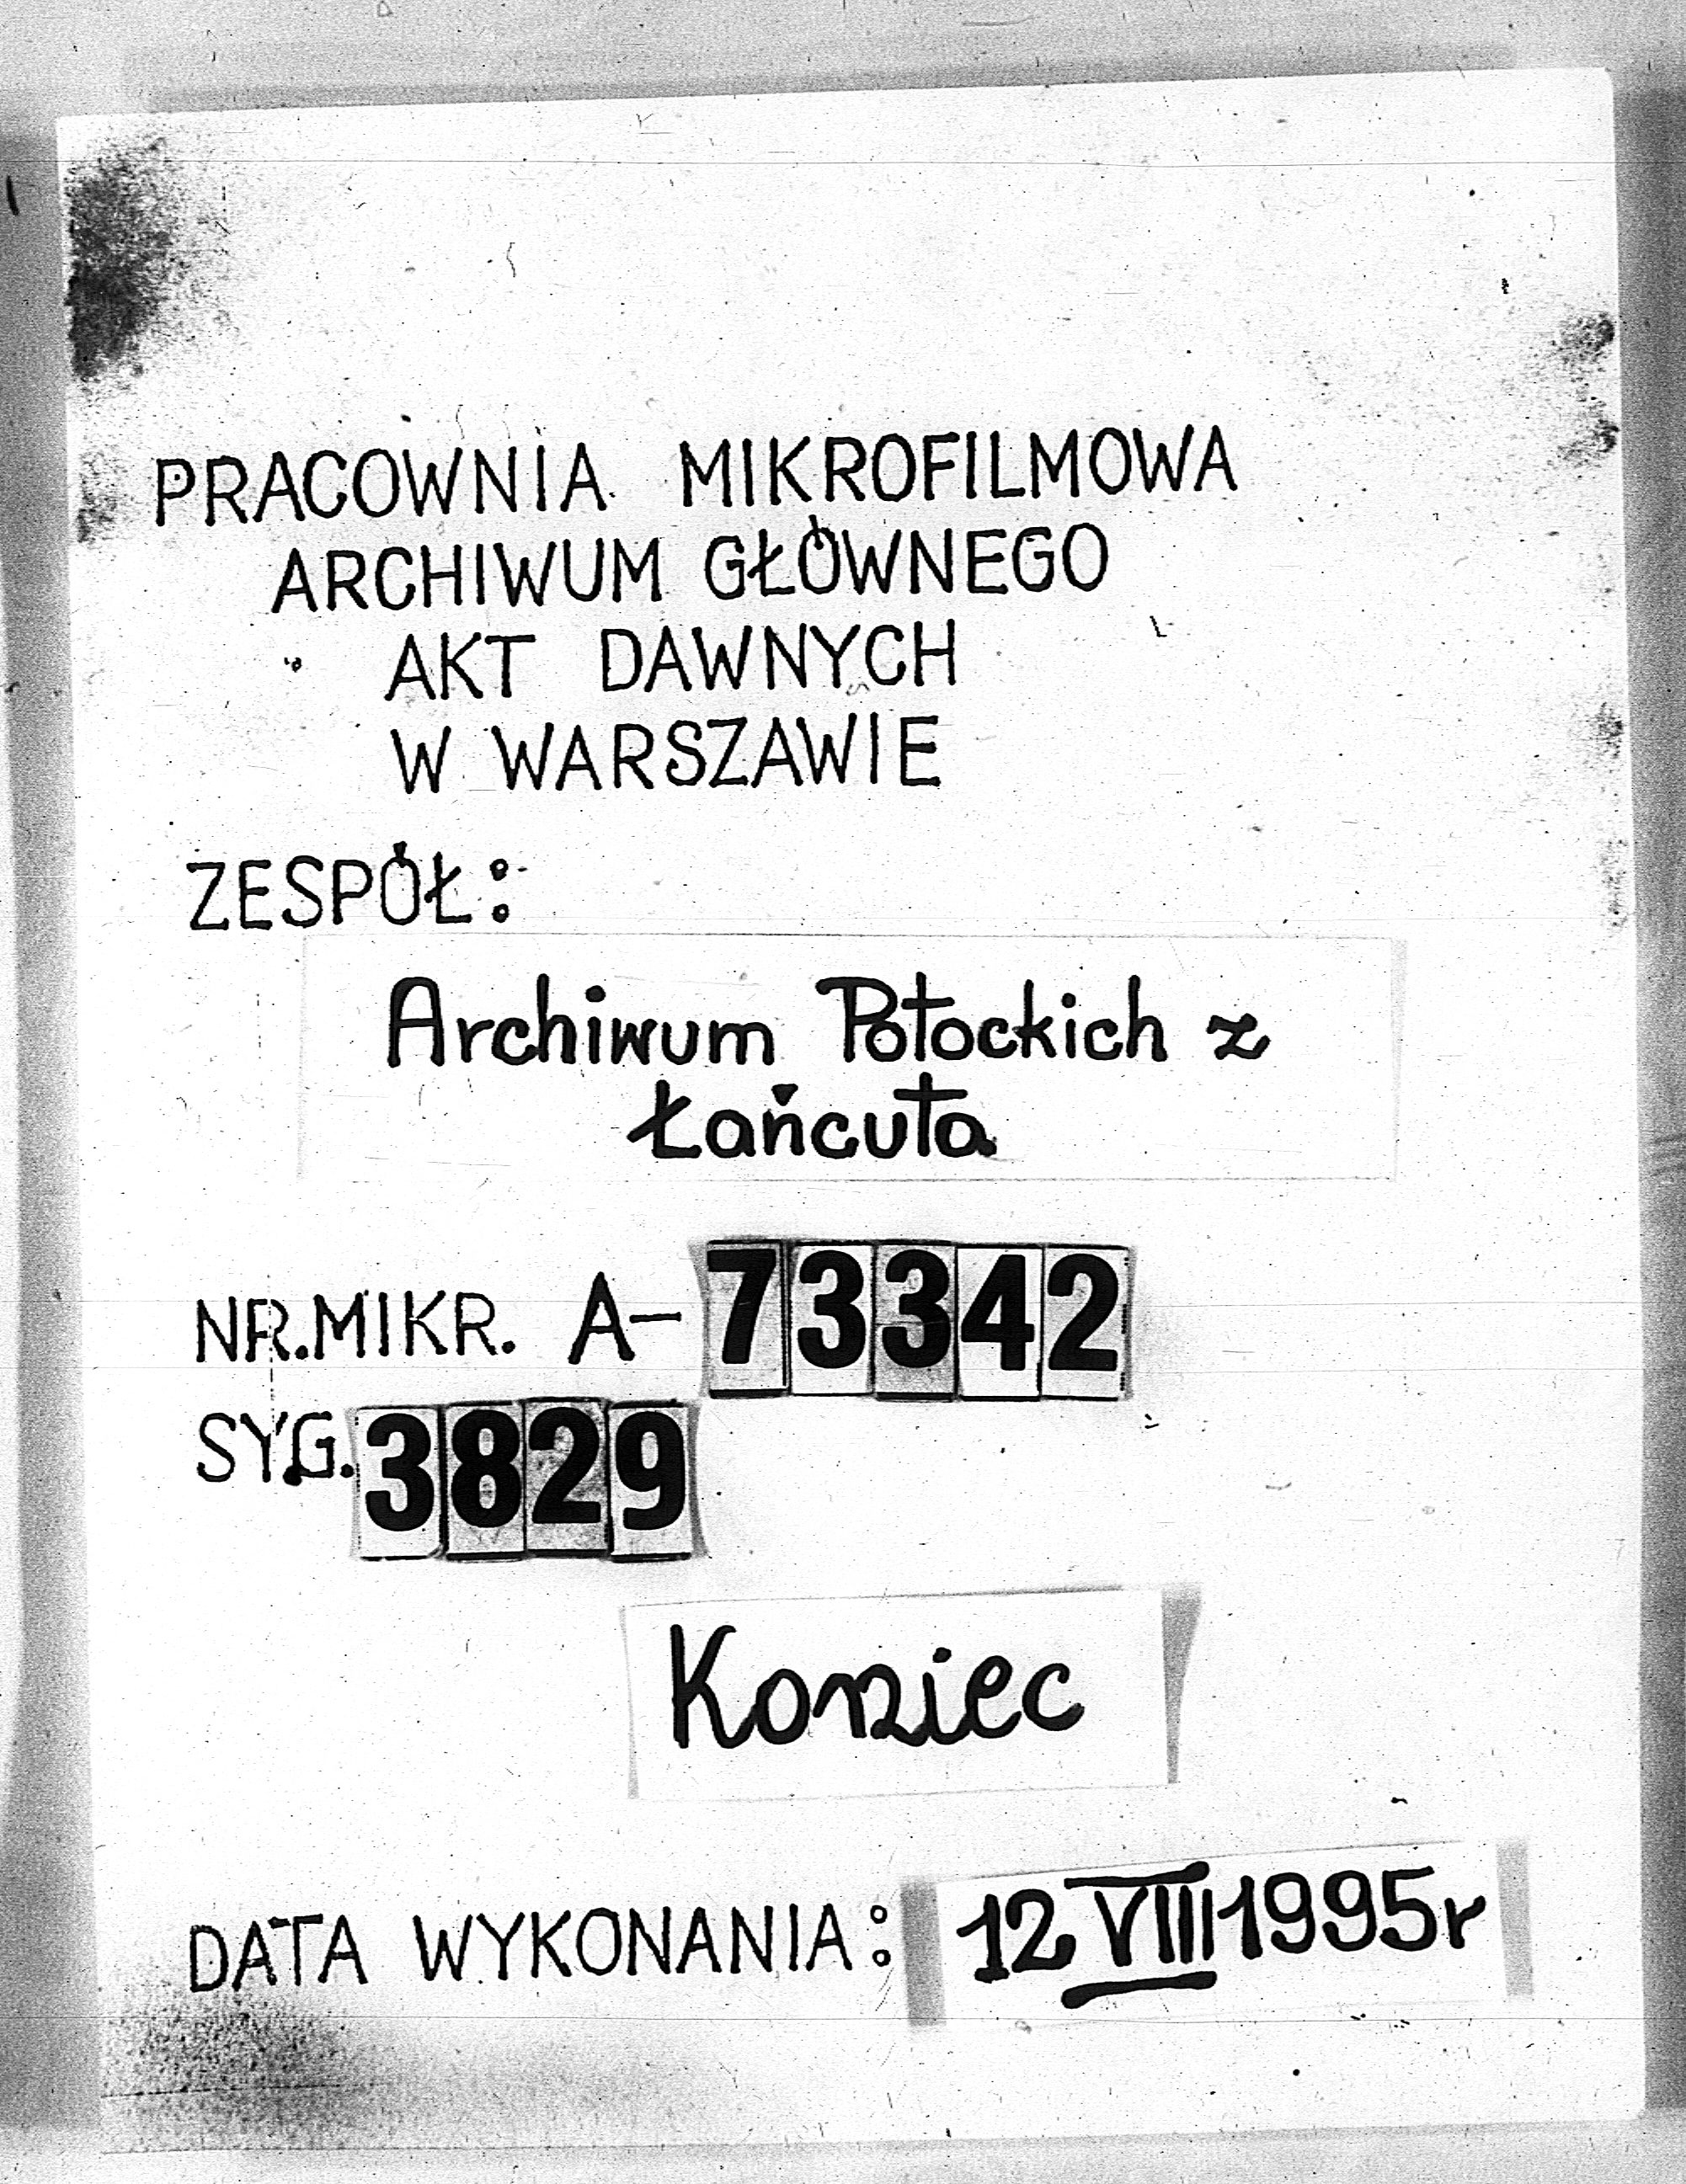 PRACOWNIA MIKROFILMOWA
ARCHIWUM GŁÓWNEGO
AKT DAWNYCH
W WARSZAWIE
ZESPÓŁ:
Archiwum Potockich z
Łańcuta
NR.MIKR. A-73342
SYG. 3829
Koniec
DATA WYKONANIA: 12 VIII 1995r